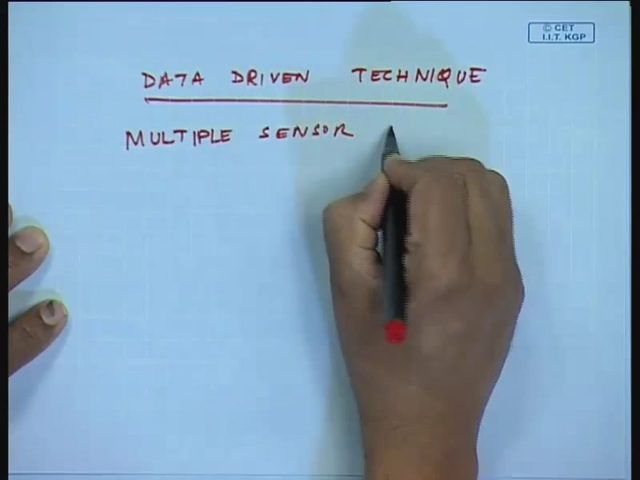 © CET
I.I.T. KGP
DATA DRIVEN TECHNIQUE
MULTIPLE SENSOR